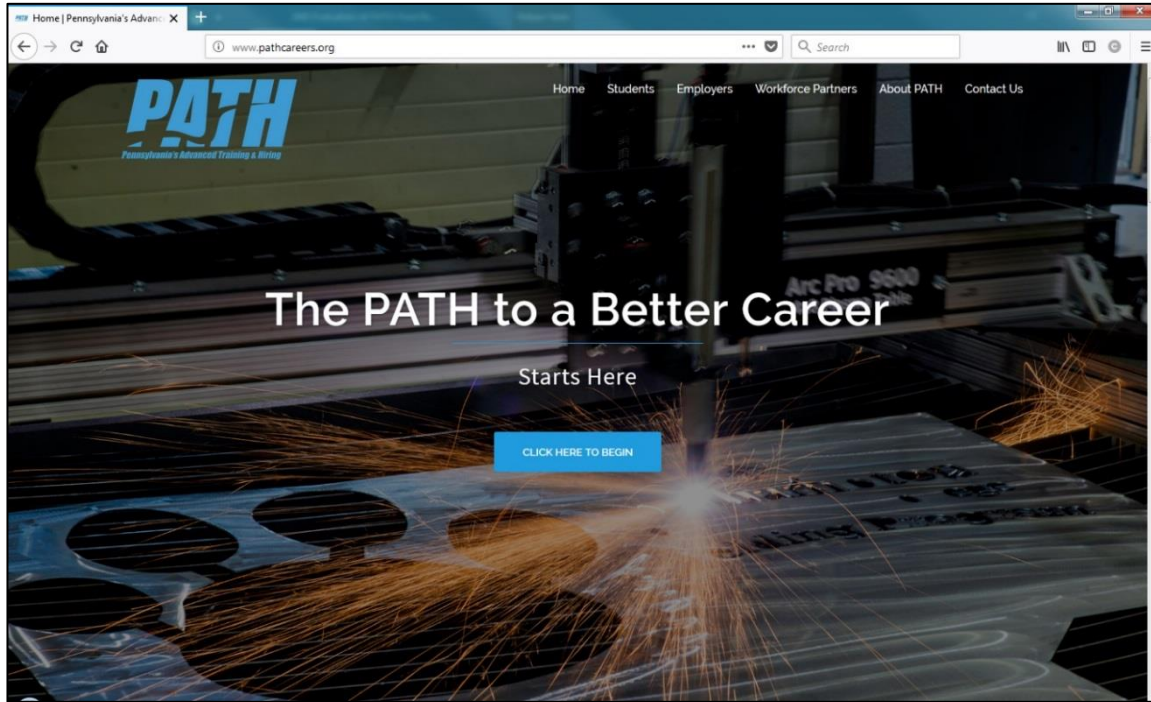 Home | Pennsylvania's Advanc
www.pathcareers.org
Search
PATH
Pennsylvania's Advanced Training & Hiring
Home Students Employers Workforce Partners About PATH Contact Us
Arc Pro 9600
The PATH to a Better Career
Starts Here
CLICK HERE TO BEGIN